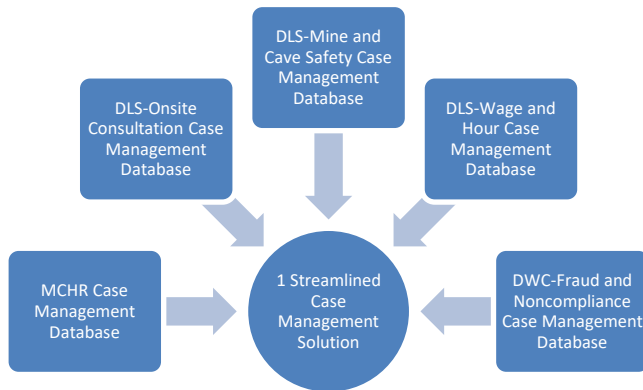 DLS-Mine and
Cave Safety Case
Management
Database
DLS-Onsite
Consultation Case
Management
Database
DLS-Wage and
Hour Case
Management
Database
MCHR Case
Management
Database
1 Streamlined
Case
Management
Solution
DWC-Fraud and
Noncompliance
Case Management
Database